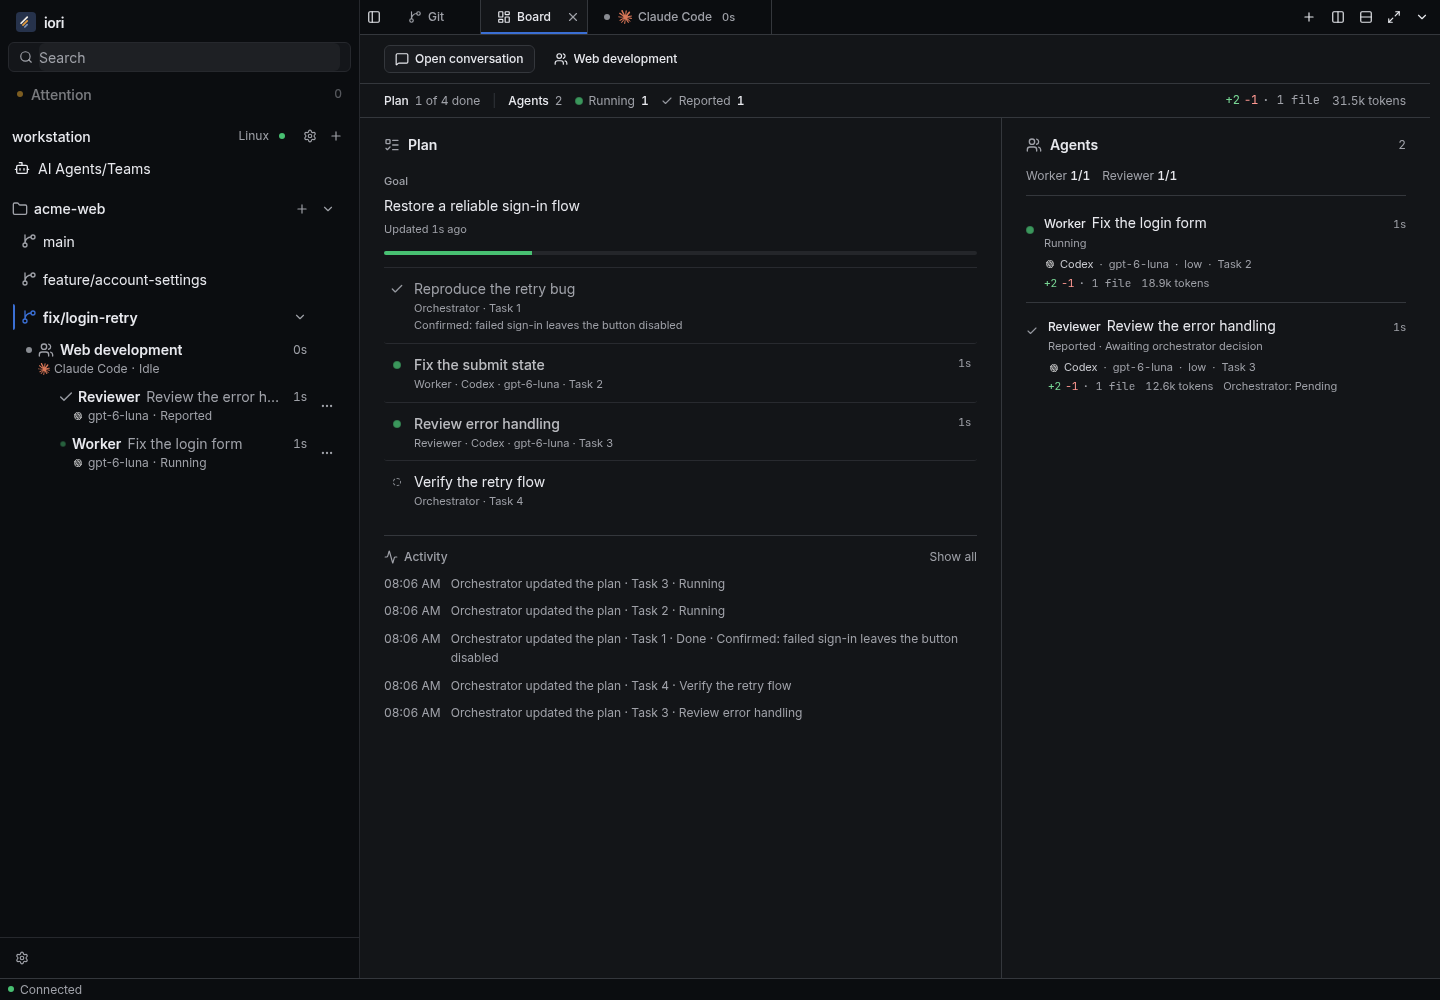 iori
Search
Attention 0
workstation Linux
AI Agents/Teams
acme-web
main
feature/account-settings
fix/login-retry
Web development 0s
Claude Code · Idle
Reviewer Review the error h... 1s
gpt-6-luna · Reported
Worker Fix the login form 1s
gpt-6-luna · Running
Connected
Git Board Claude Code 0s
Open conversation Web development
Plan 1 of 4 done Agents 2 Running 1 Reported 1 +2 -1 · 1 file 31.5k tokens
Plan
Goal
Restore a reliable sign-in flow
Updated 1s ago
Reproduce the retry bug
Orchestrator · Task 1
Confirmed: failed sign-in leaves the button disabled
Fix the submit state 1s
Worker · Codex · gpt-6-luna · Task 2
Review error handling 1s
Reviewer · Codex · gpt-6-luna · Task 3
Verify the retry flow
Orchestrator · Task 4
Activity Show all
08:06 AM Orchestrator updated the plan · Task 3 · Running
08:06 AM Orchestrator updated the plan · Task 2 · Running
08:06 AM Orchestrator updated the plan · Task 1 · Done · Confirmed: failed sign-in leaves the button
disabled
08:06 AM Orchestrator updated the plan · Task 4 · Verify the retry flow
08:06 AM Orchestrator updated the plan · Task 3 · Review error handling
Agents 2
Worker 1/1 Reviewer 1/1
Worker Fix the login form 1s
Running
Codex · gpt-6-luna · low · Task 2
+2 -1 · 1 file 18.9k tokens
Reviewer Review the error handling 1s
Reported · Awaiting orchestrator decision
Codex · gpt-6-luna · low · Task 3
+2 -1 · 1 file 12.6k tokens Orchestrator: Pending